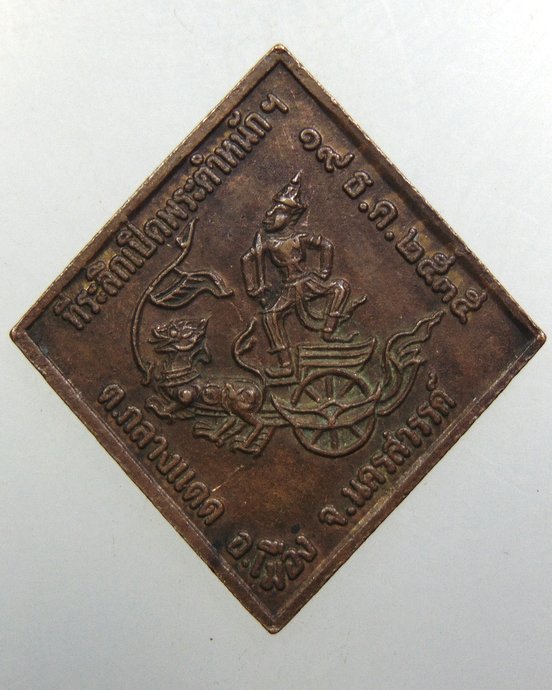 ที่ระลึกเปิดพระตำหนักฯ
๑๙ ธ.ค. ๒๕๓๕
ต.กลางแดด อ.เมือง
จ.นครสวรรค์